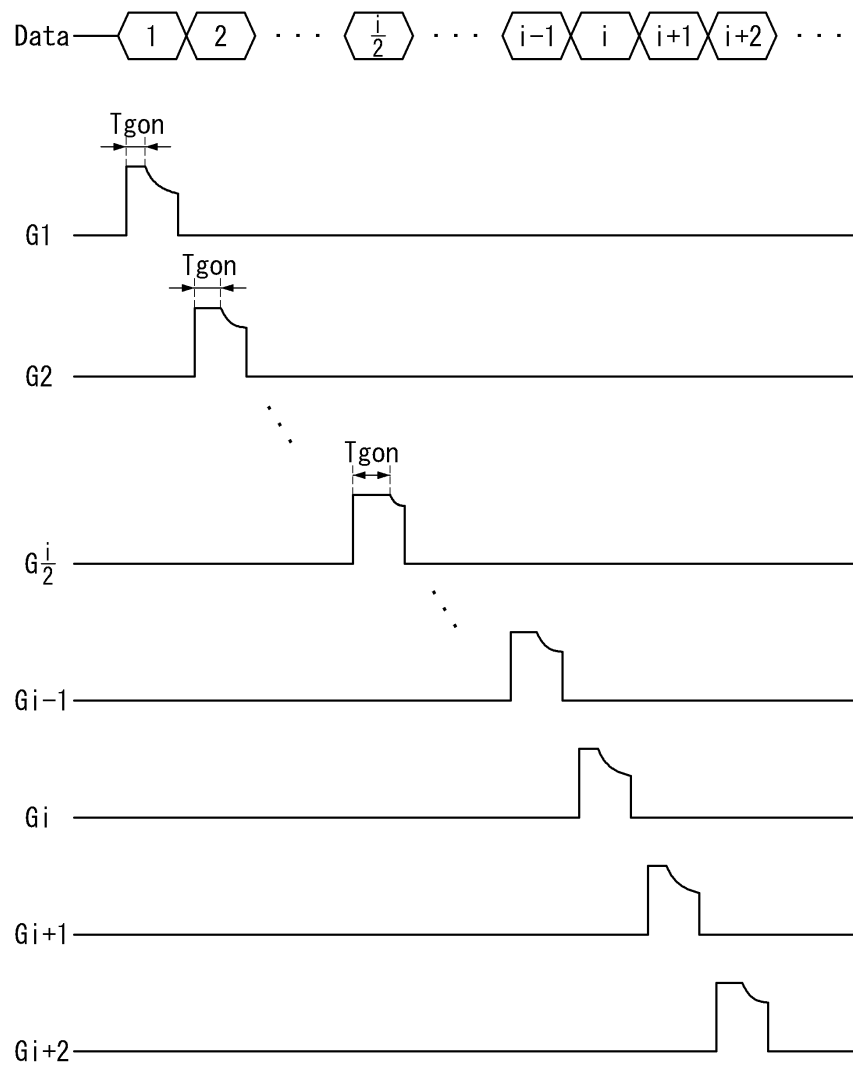 Data 1 2 ··· i/2 ··· i-1 i i+1 i+2 ···
Tgon
G1
Tgon
G2
Tgon
G i/2
Gi-1
Gi
Gi+1
Gi+2